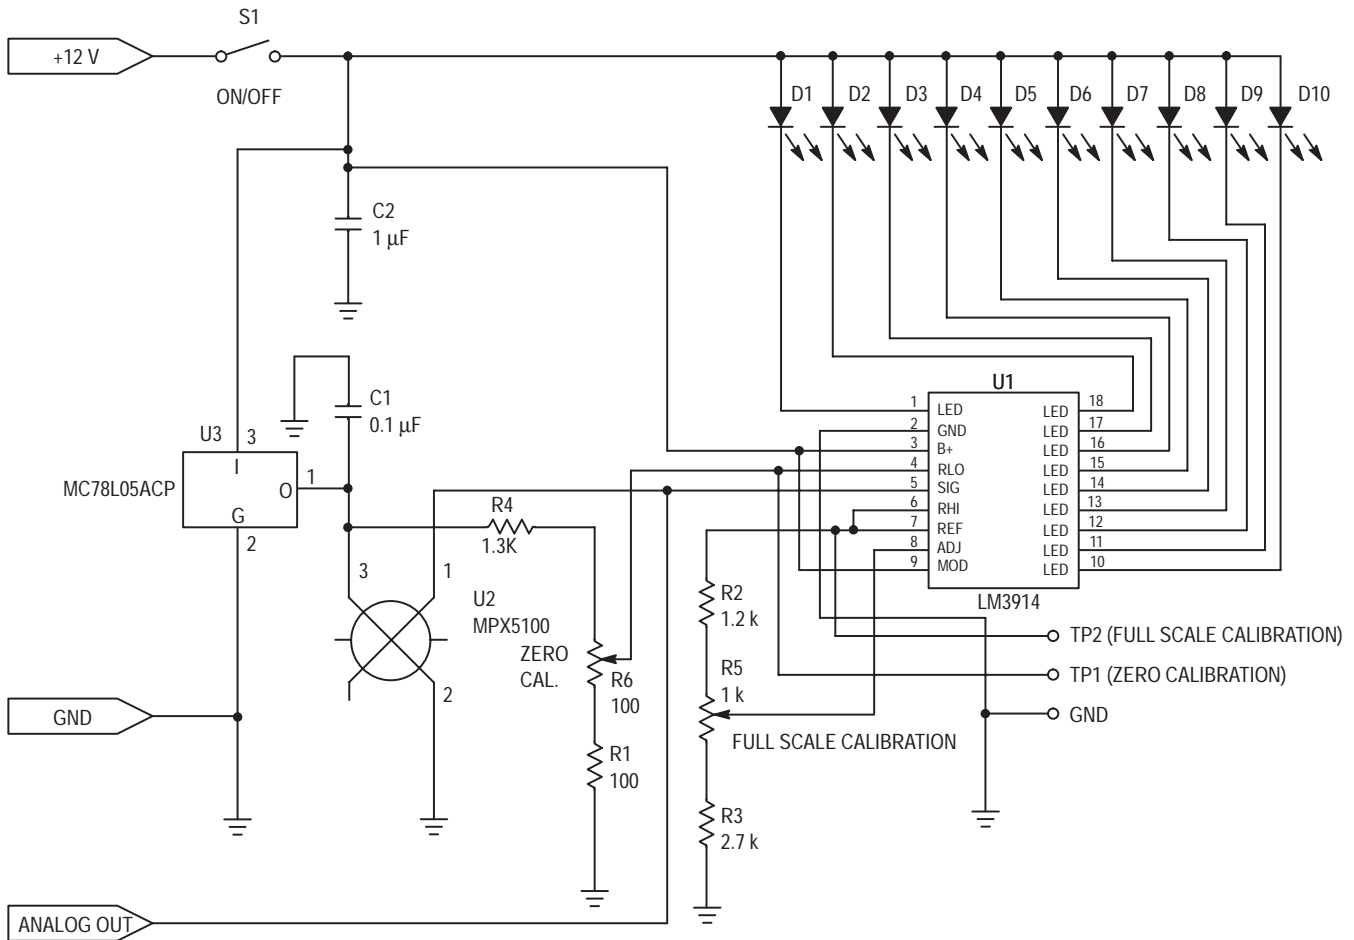 S1
+12 V
ON/OFF
D1 D2 D3 D4 D5 D6 D7 D8 D9 D10
C2
1 µF
C1
0.1 µF
U3
3
I
MC78L05ACP
O
1
G
2
R4
1.3K
3
1
U2
MPX5100
2
ZERO
CAL.
R6
100
R1
100
U1
1 LED
2 GND
3 B+
4 RLO
5 SIG
6 RHI
7 REF
8 ADJ
9 MOD
LED 18
LED 17
LED 16
LED 15
LED 14
LED 13
LED 12
LED 11
LED 10
LM3914
R2
1.2 k
R5
1 k
FULL SCALE CALIBRATION
R3
2.7 k
TP2 (FULL SCALE CALIBRATION)
TP1 (ZERO CALIBRATION)
GND
GND
ANALOG OUT